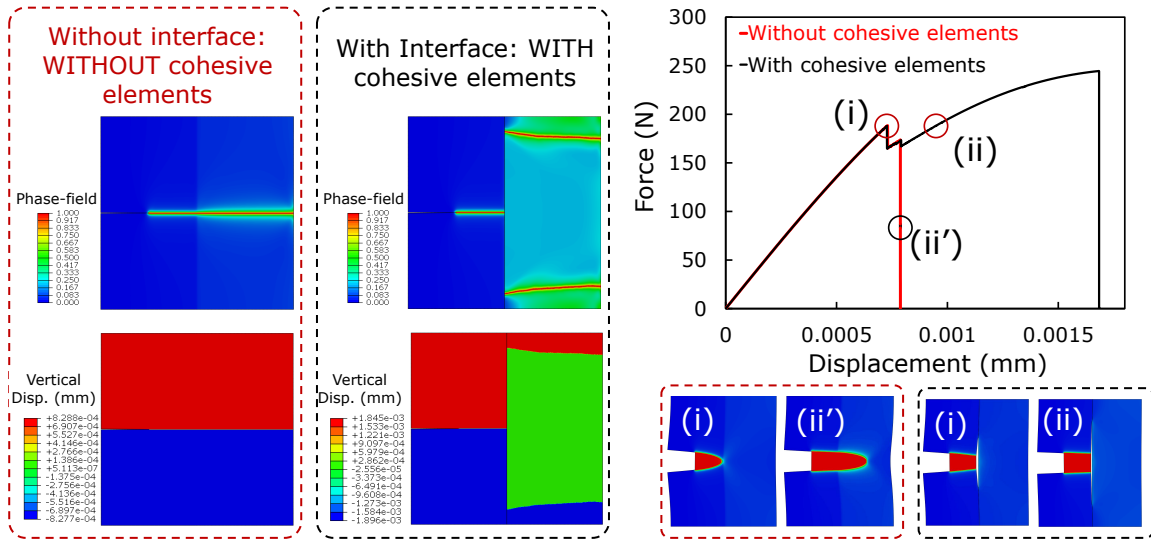 Without interface:
WITHOUT cohesive
elements
Phase-field
1.000
0.917
0.833
0.750
0.667
0.583
0.500
0.417
0.333
0.250
0.167
0.083
0.000
Vertical
Disp. (mm)
+8.288e-04
+6.907e-04
+5.527e-04
+4.146e-04
+2.766e-04
+1.386e-04
+5.113e-07
-1.375e-04
-2.756e-04
-4.136e-04
-5.516e-04
-6.897e-04
-8.277e-04
With Interface: WITH
cohesive elements
Phase-field
1.000
0.917
0.833
0.750
0.667
0.583
0.500
0.417
0.333
0.250
0.167
0.083
0.000
Vertical
Disp. (mm)
+1.845e-03
+1.533e-03
+1.221e-03
+9.097e-04
+5.979e-04
+2.862e-04
-2.556e-05
-3.373e-04
-6.491e-04
-9.608e-04
-1.273e-03
-1.584e-03
-1.896e-03
Force (N)
300
250
200
150
100
50
0
Without cohesive elements
With cohesive elements
(i)
(ii)
(ii')
0 0.0005 0.001 0.0015
Displacement (mm)
(i) (ii') (i) (ii)